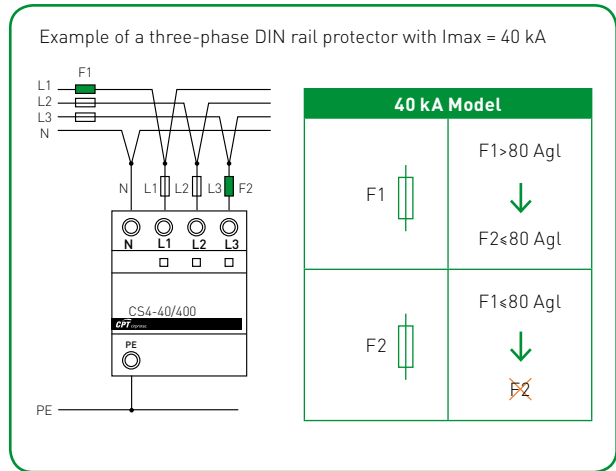 Example of a three-phase DIN rail protector with Imax = 40 kA
F1
L1
L2
L3
N
N L1 L2 L3 F2
N L1 L2 L3
CS4-40/400
CPT Cirprotec
PE
PE
40 kA Model
F1
F1>80 Agl
F2≤80 Agl
F2
F1≤80 Agl
F2